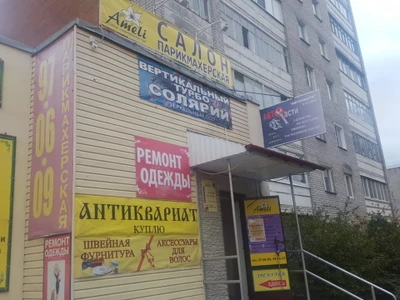 Ameli
САЛОН
ПАРИКМАХЕРСКАЯ
ВЕРТИКАЛЬНЫЙ
ТУРБО
СОЛЯРИЙ
ПАРИКМАХЕРСКАЯ
9-06-09
РЕМОНТ
ОДЕЖДЫ
АНТИКВАРИАТ
КУПЛЮ
ШВЕЙНАЯ
ФУРНИТУРА
АКСЕССУАРЫ
ДЛЯ
ВОЛОС
РЕМОНТ
ОДЕЖДЫ
Ameli